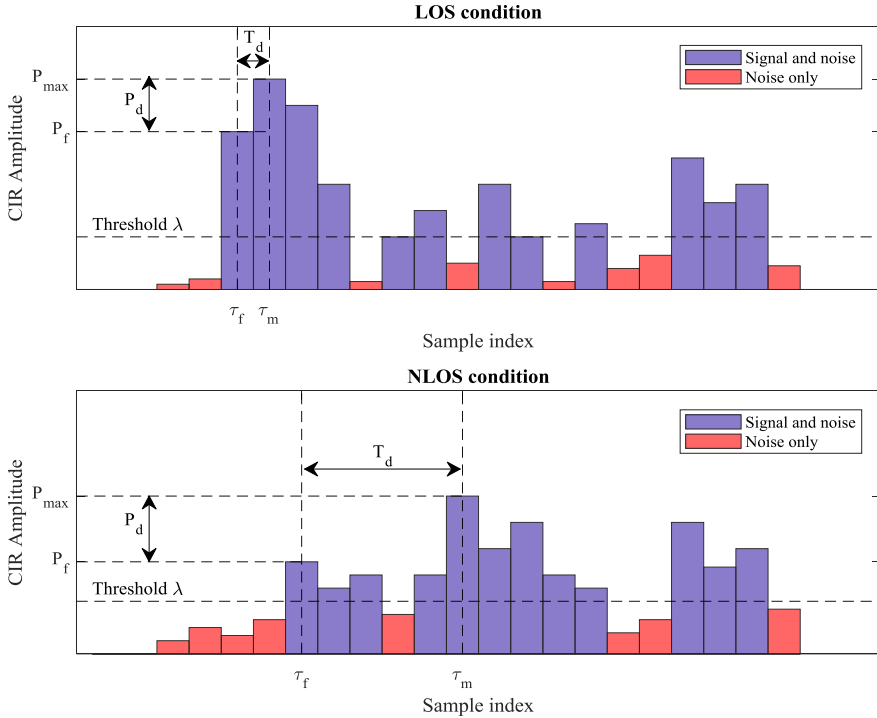 LOS condition
T_d
Signal and noise
Noise only
P_max
P_d
P_f
CIR Amplitude
Threshold λ
τ_f
τ_m
Sample index
NLOS condition
Signal and noise
Noise only
T_d
P_max
P_d
P_f
CIR Amplitude
Threshold λ
τ_f
τ_m
Sample index